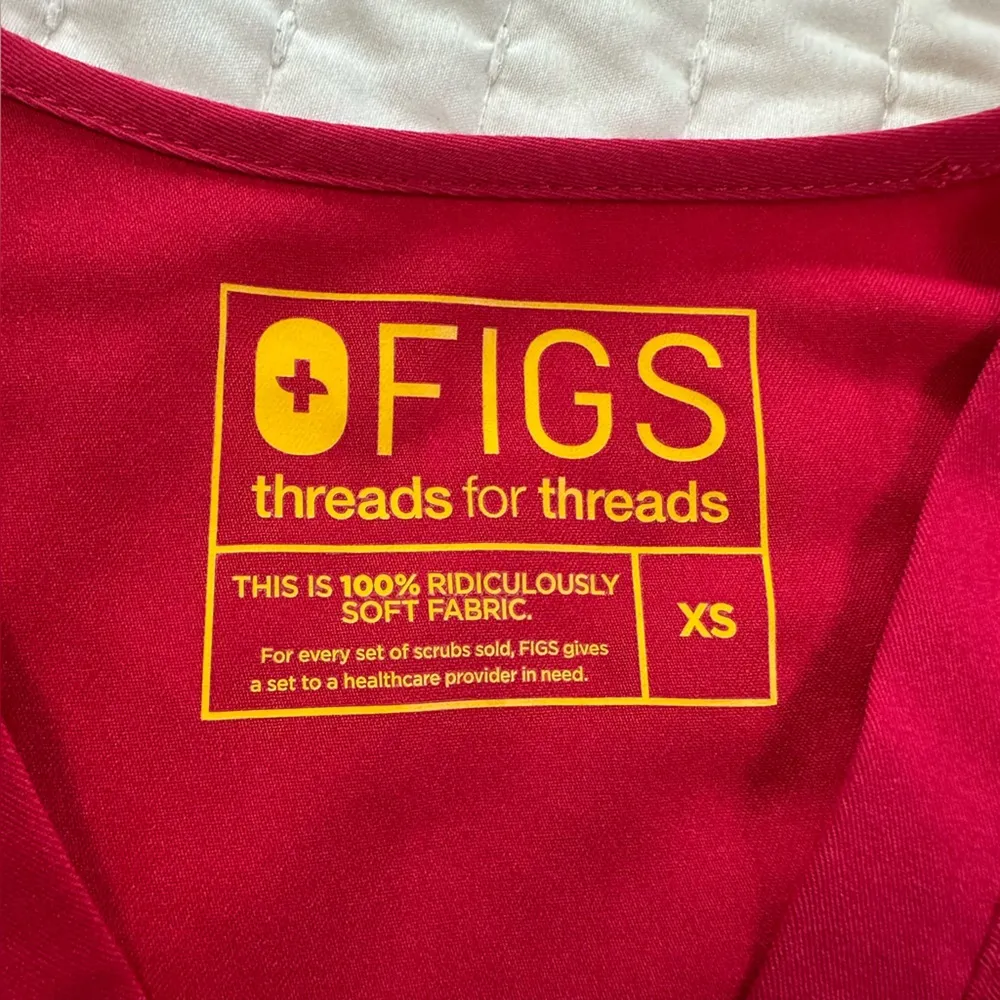 FIGS
threads for threads
THIS IS 100% RIDICULOUSLY
SOFT FABRIC.
For every set of scrubs sold, FIGS gives
a set to a healthcare provider in need.
XS